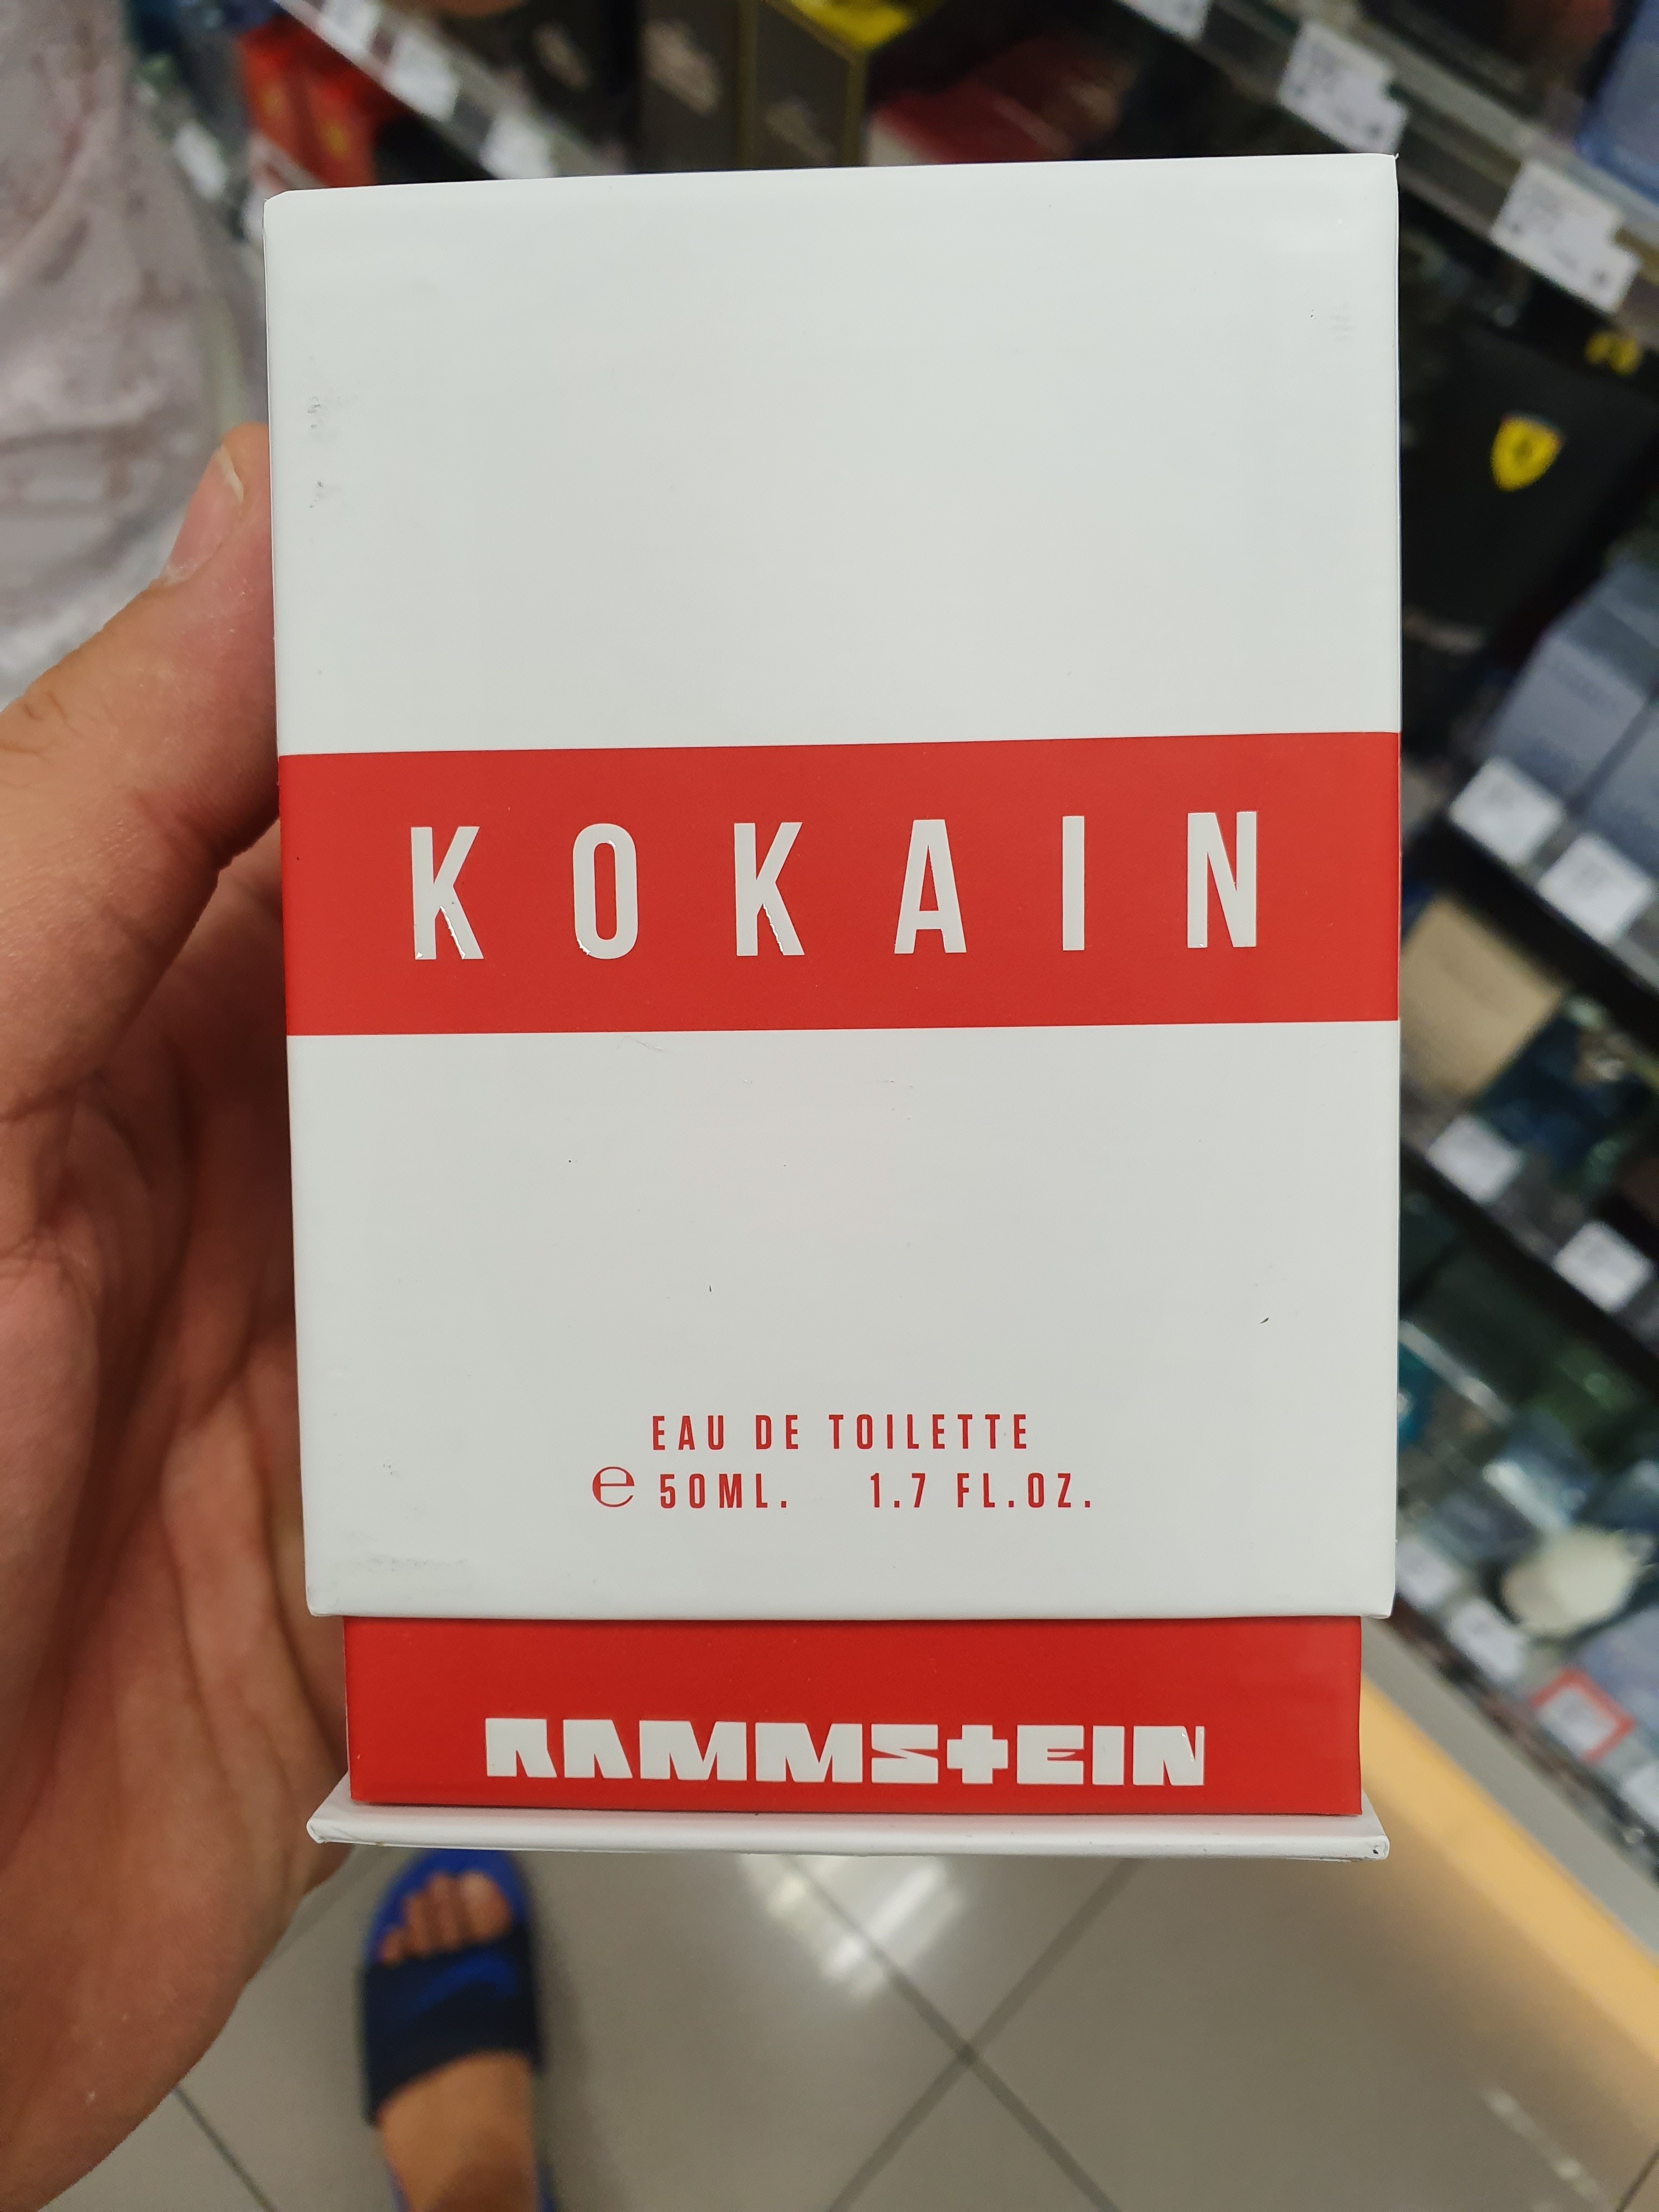 KOKAIN
EAU DE TOILETTE
℮ 50ML. 1.7 FL.OZ.
RAMMSTEIN